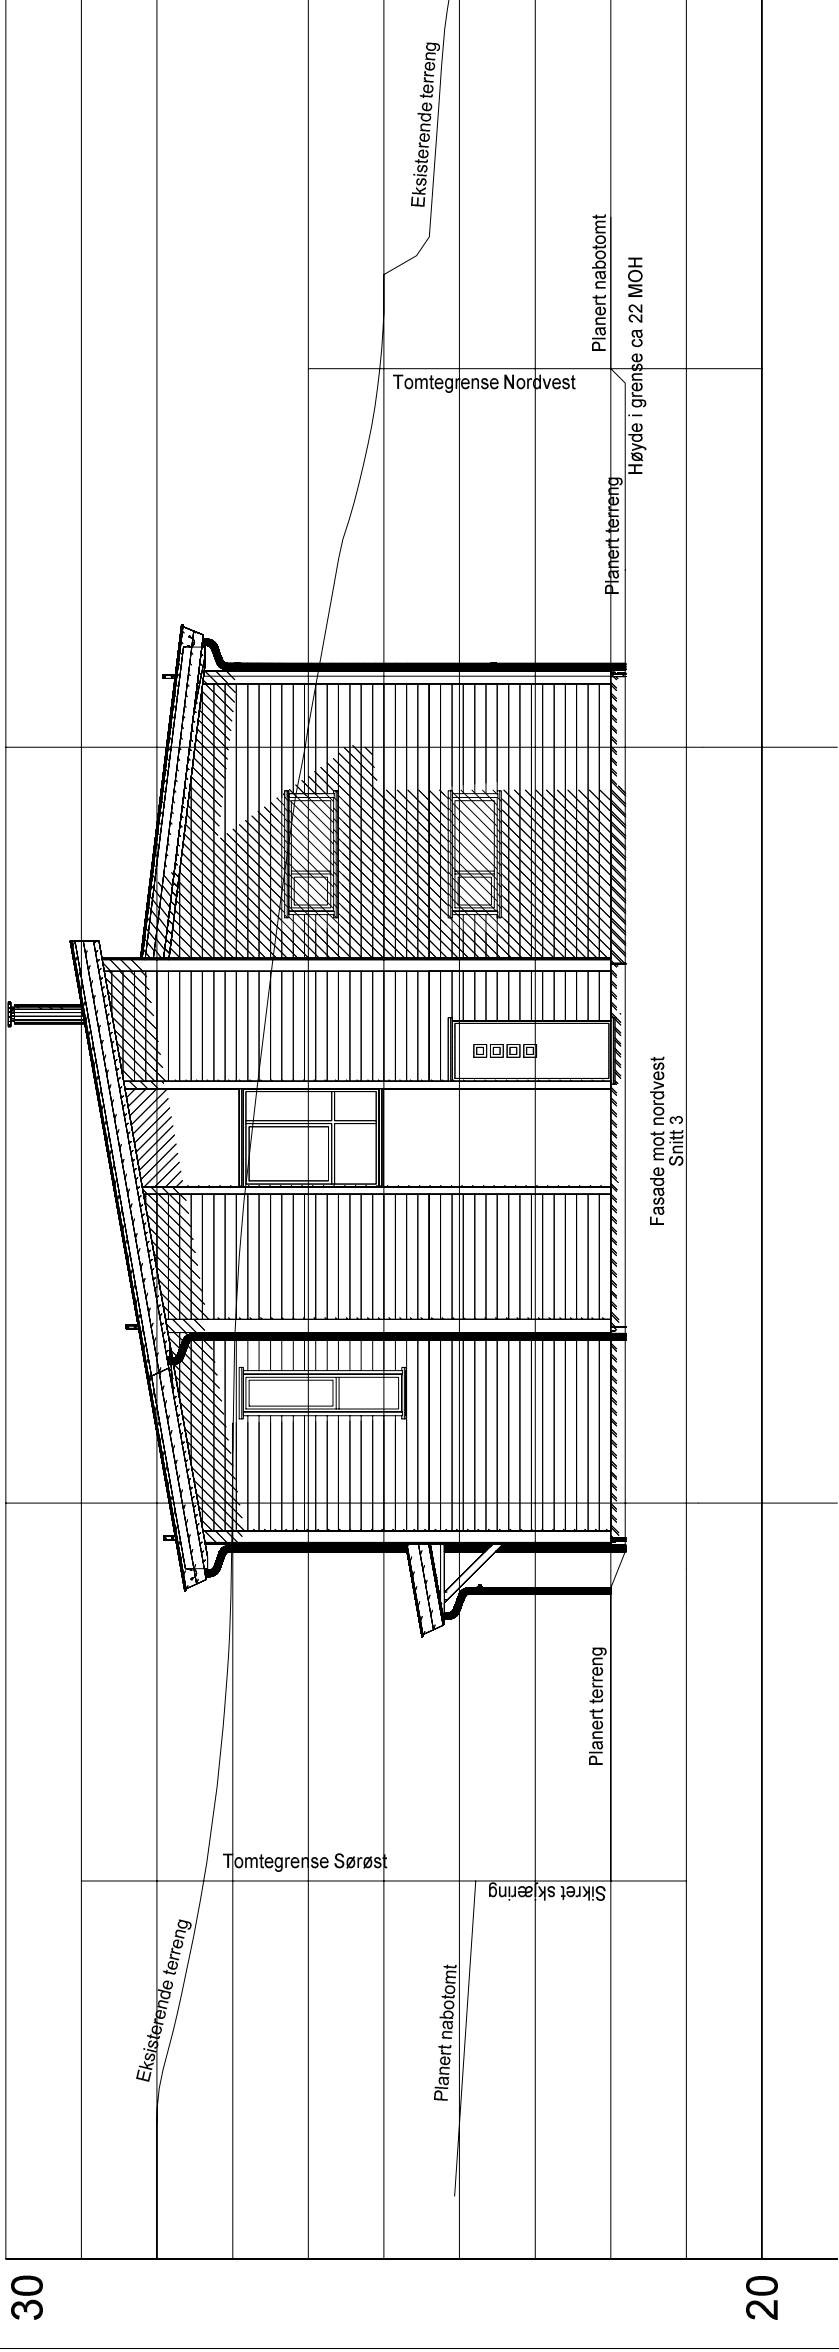 30
20
Eksisterende terreng
Planert nabotomt
Tomtegrense Sørøst
Sikret skjæring
Planert terreng
Fasade mot nordvest
Snitt 3
Planert terreng
Høyde i grense ca 22 MOH
Tomtegrense Nordvest
Planert nabotomt
Eksisterende terreng